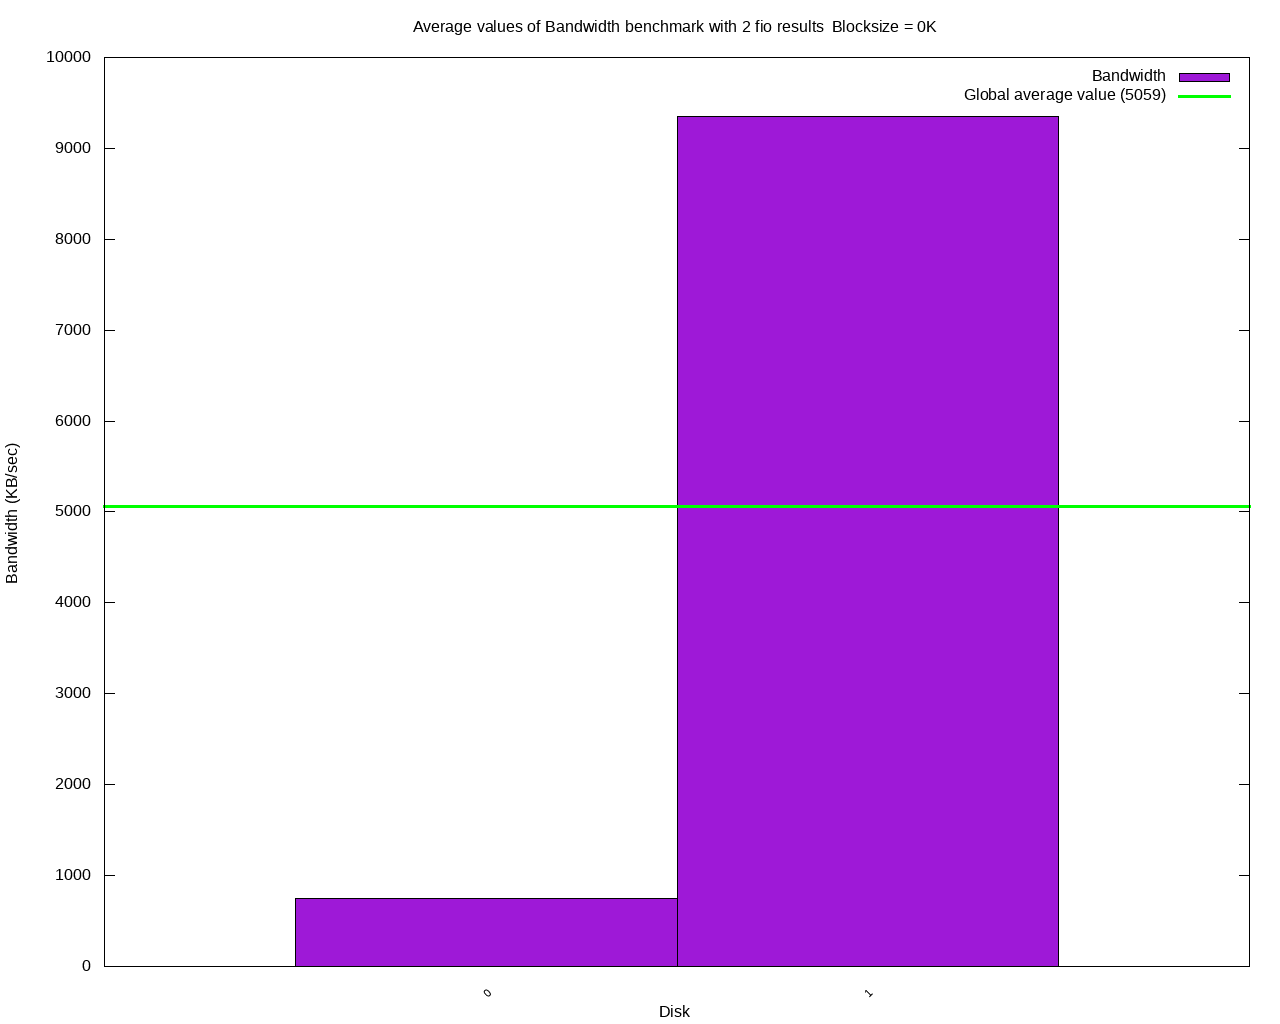 Average values of Bandwidth benchmark with 2 fio results  Blocksize = 0K
10000
9000
8000
7000
6000
5000
4000
3000
2000
1000
0
Bandwidth
Global average value (5059)
Bandwidth (KB/sec)
0
1
Disk